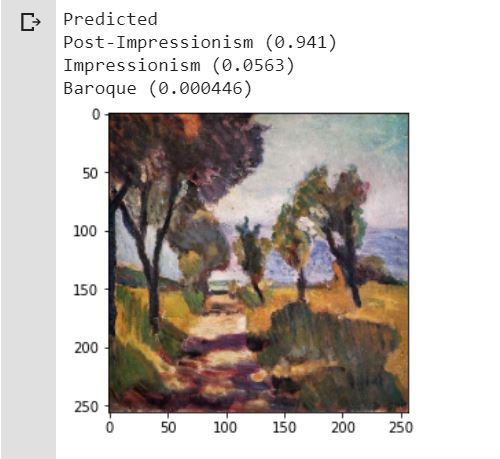 Predicted
Post-Impressionism (0.941)
Impressionism (0.0563)
Baroque (0.000446)
0
50
100
150
200
250
0 50 100 150 200 250